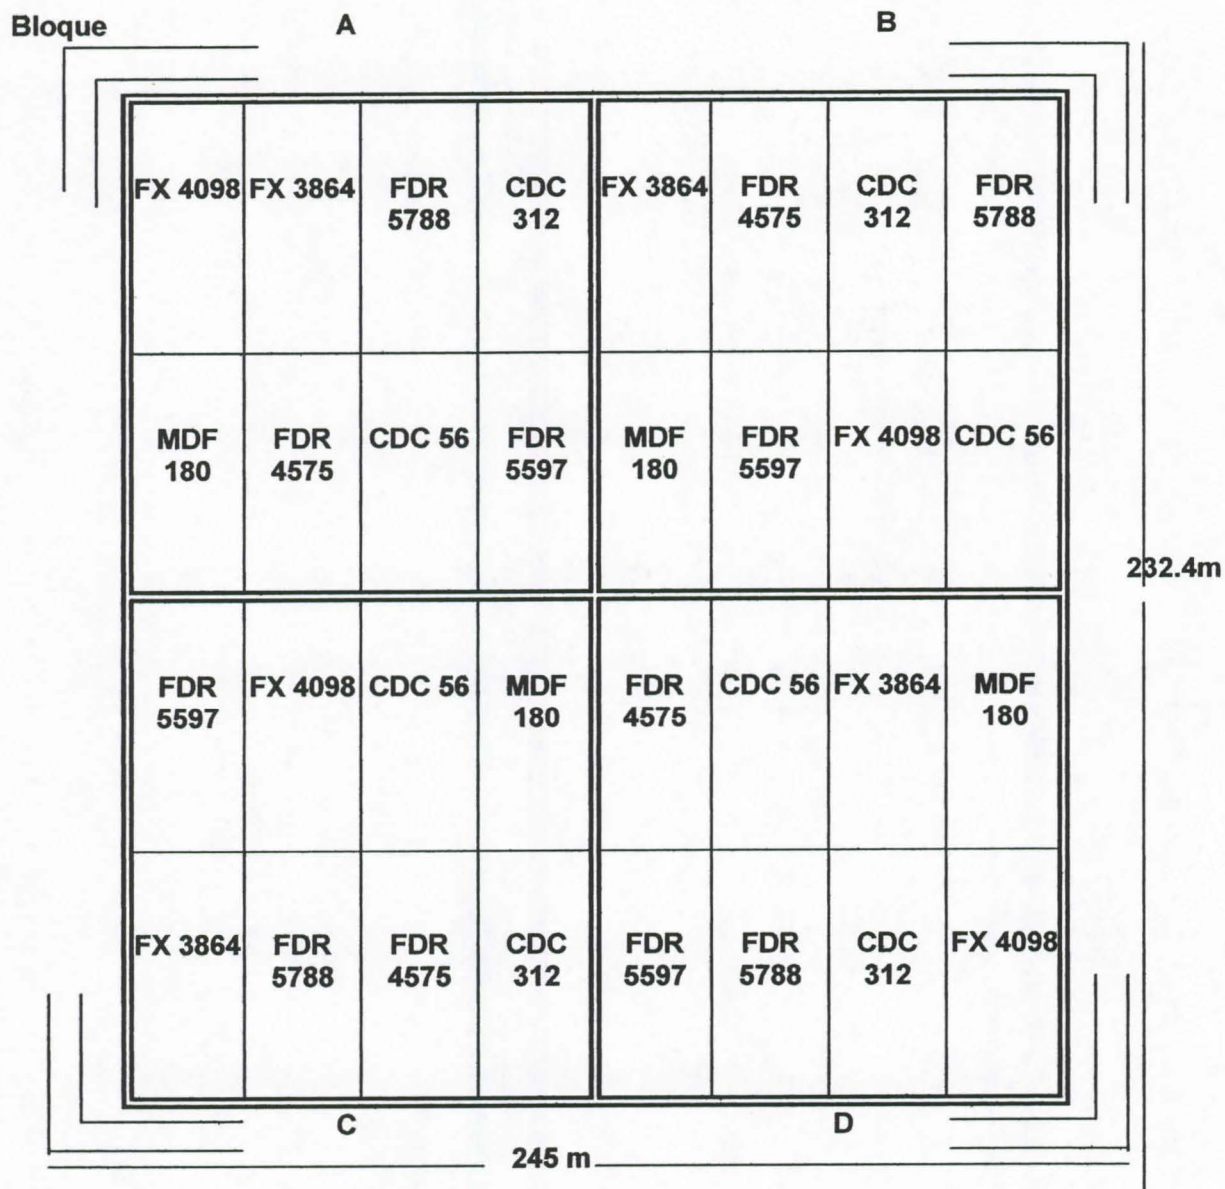 Bloque A B
FX 4098 FX 3864 FDR 5788 CDC 312 FX 3864 FDR 4575 CDC 312 FDR 5788
MDF 180 FDR 4575 CDC 56 FDR 5597 MDF 180 FDR 5597 FX 4098 CDC 56
232.4m
FDR 5597 FX 4098 CDC 56 MDF 180 FDR 4575 CDC 56 FX 3864 MDF 180
FX 3864 FDR 5788 FDR 4575 CDC 312 FDR 5597 FDR 5788 CDC 312 FX 4098
C D
245 m